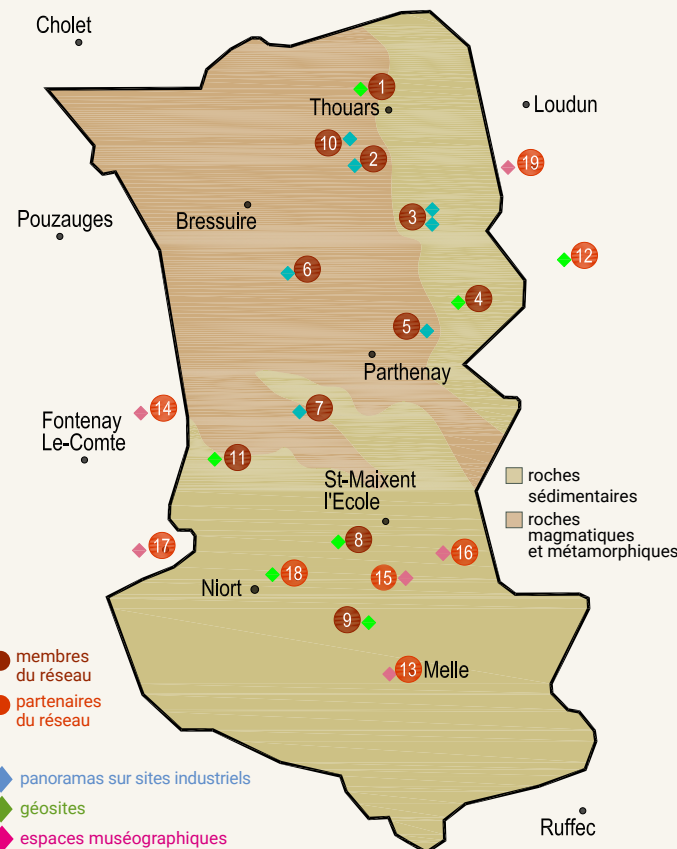 Cholet
1
Thouars
Loudun
10
2
19
Pouzauges
Bressuire
3
12
6
4
5
Parthenay
14
7
Fontenay
Le-Comte
11
St-Maixent
l'Ecole
roches
sédimentaires
roches
magmatiques
et métamorphiques
17
8
16
18
15
Niort
9
membres
du réseau
13
Melle
partenaires
du réseau
panoramas sur sites industriels
géosites
espaces muséographiques
Ruffec